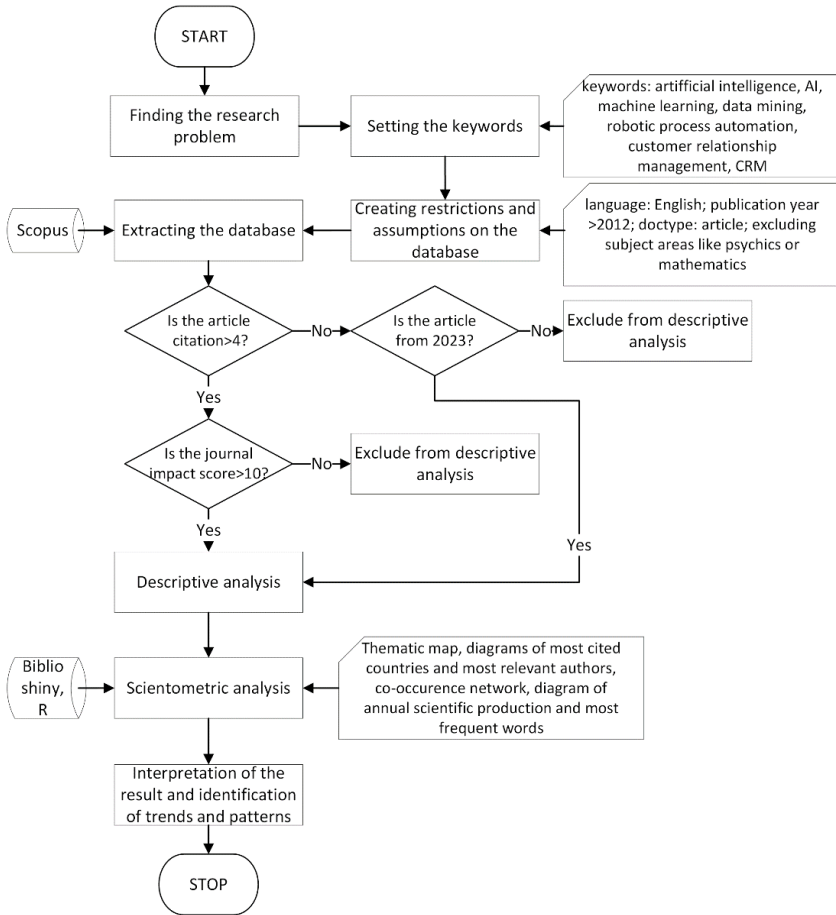 START
Finding the research
problem
Setting the keywords
keywords: artifficial intelligence, AI,
machine learning, data mining,
robotic process automation,
customer relationship
management, CRM
Scopus
Extracting the database
Creating restrictions and
assumptions on the
database
language: English; publication year
>2012; doctype: article; excluding
subject areas like psychics or
mathematics
Is the article
citation>4?
No
Is the article
from 2023?
No
Exclude from descriptive
analysis
Yes
Is the journal
impact score>10?
No
Exclude from descriptive
analysis
Yes
Yes
Descriptive analysis
Biblio
shiny,
R
Scientometric analysis
Thematic map, diagrams of most cited
countries and most relevant authors,
co-occurence network, diagram of
annual scientific production and most
frequent words
Interpretation of the
result and identification
of trends and patterns
STOP